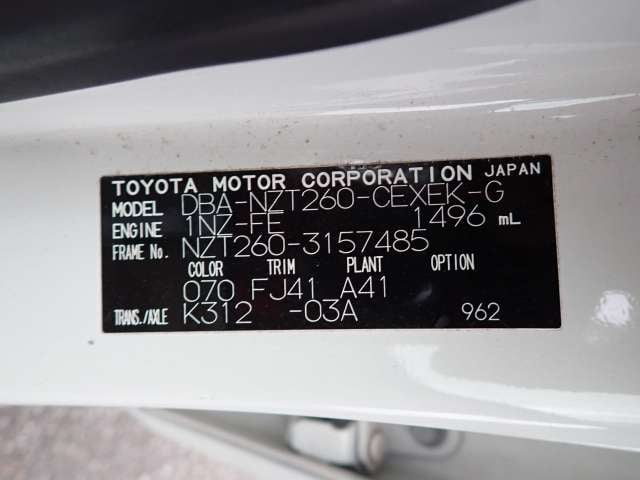 TOYOTA MOTOR CORPORATION JAPAN
MODEL DBA-NZT260-CEXEK-G
ENGINE 1NZ-FE 1496 mL
FRAME No. NZT260-3157485
COLOR TRIM PLANT OPTION
070 FJ41 A41
TRANS./AXLE K312 -03A 962